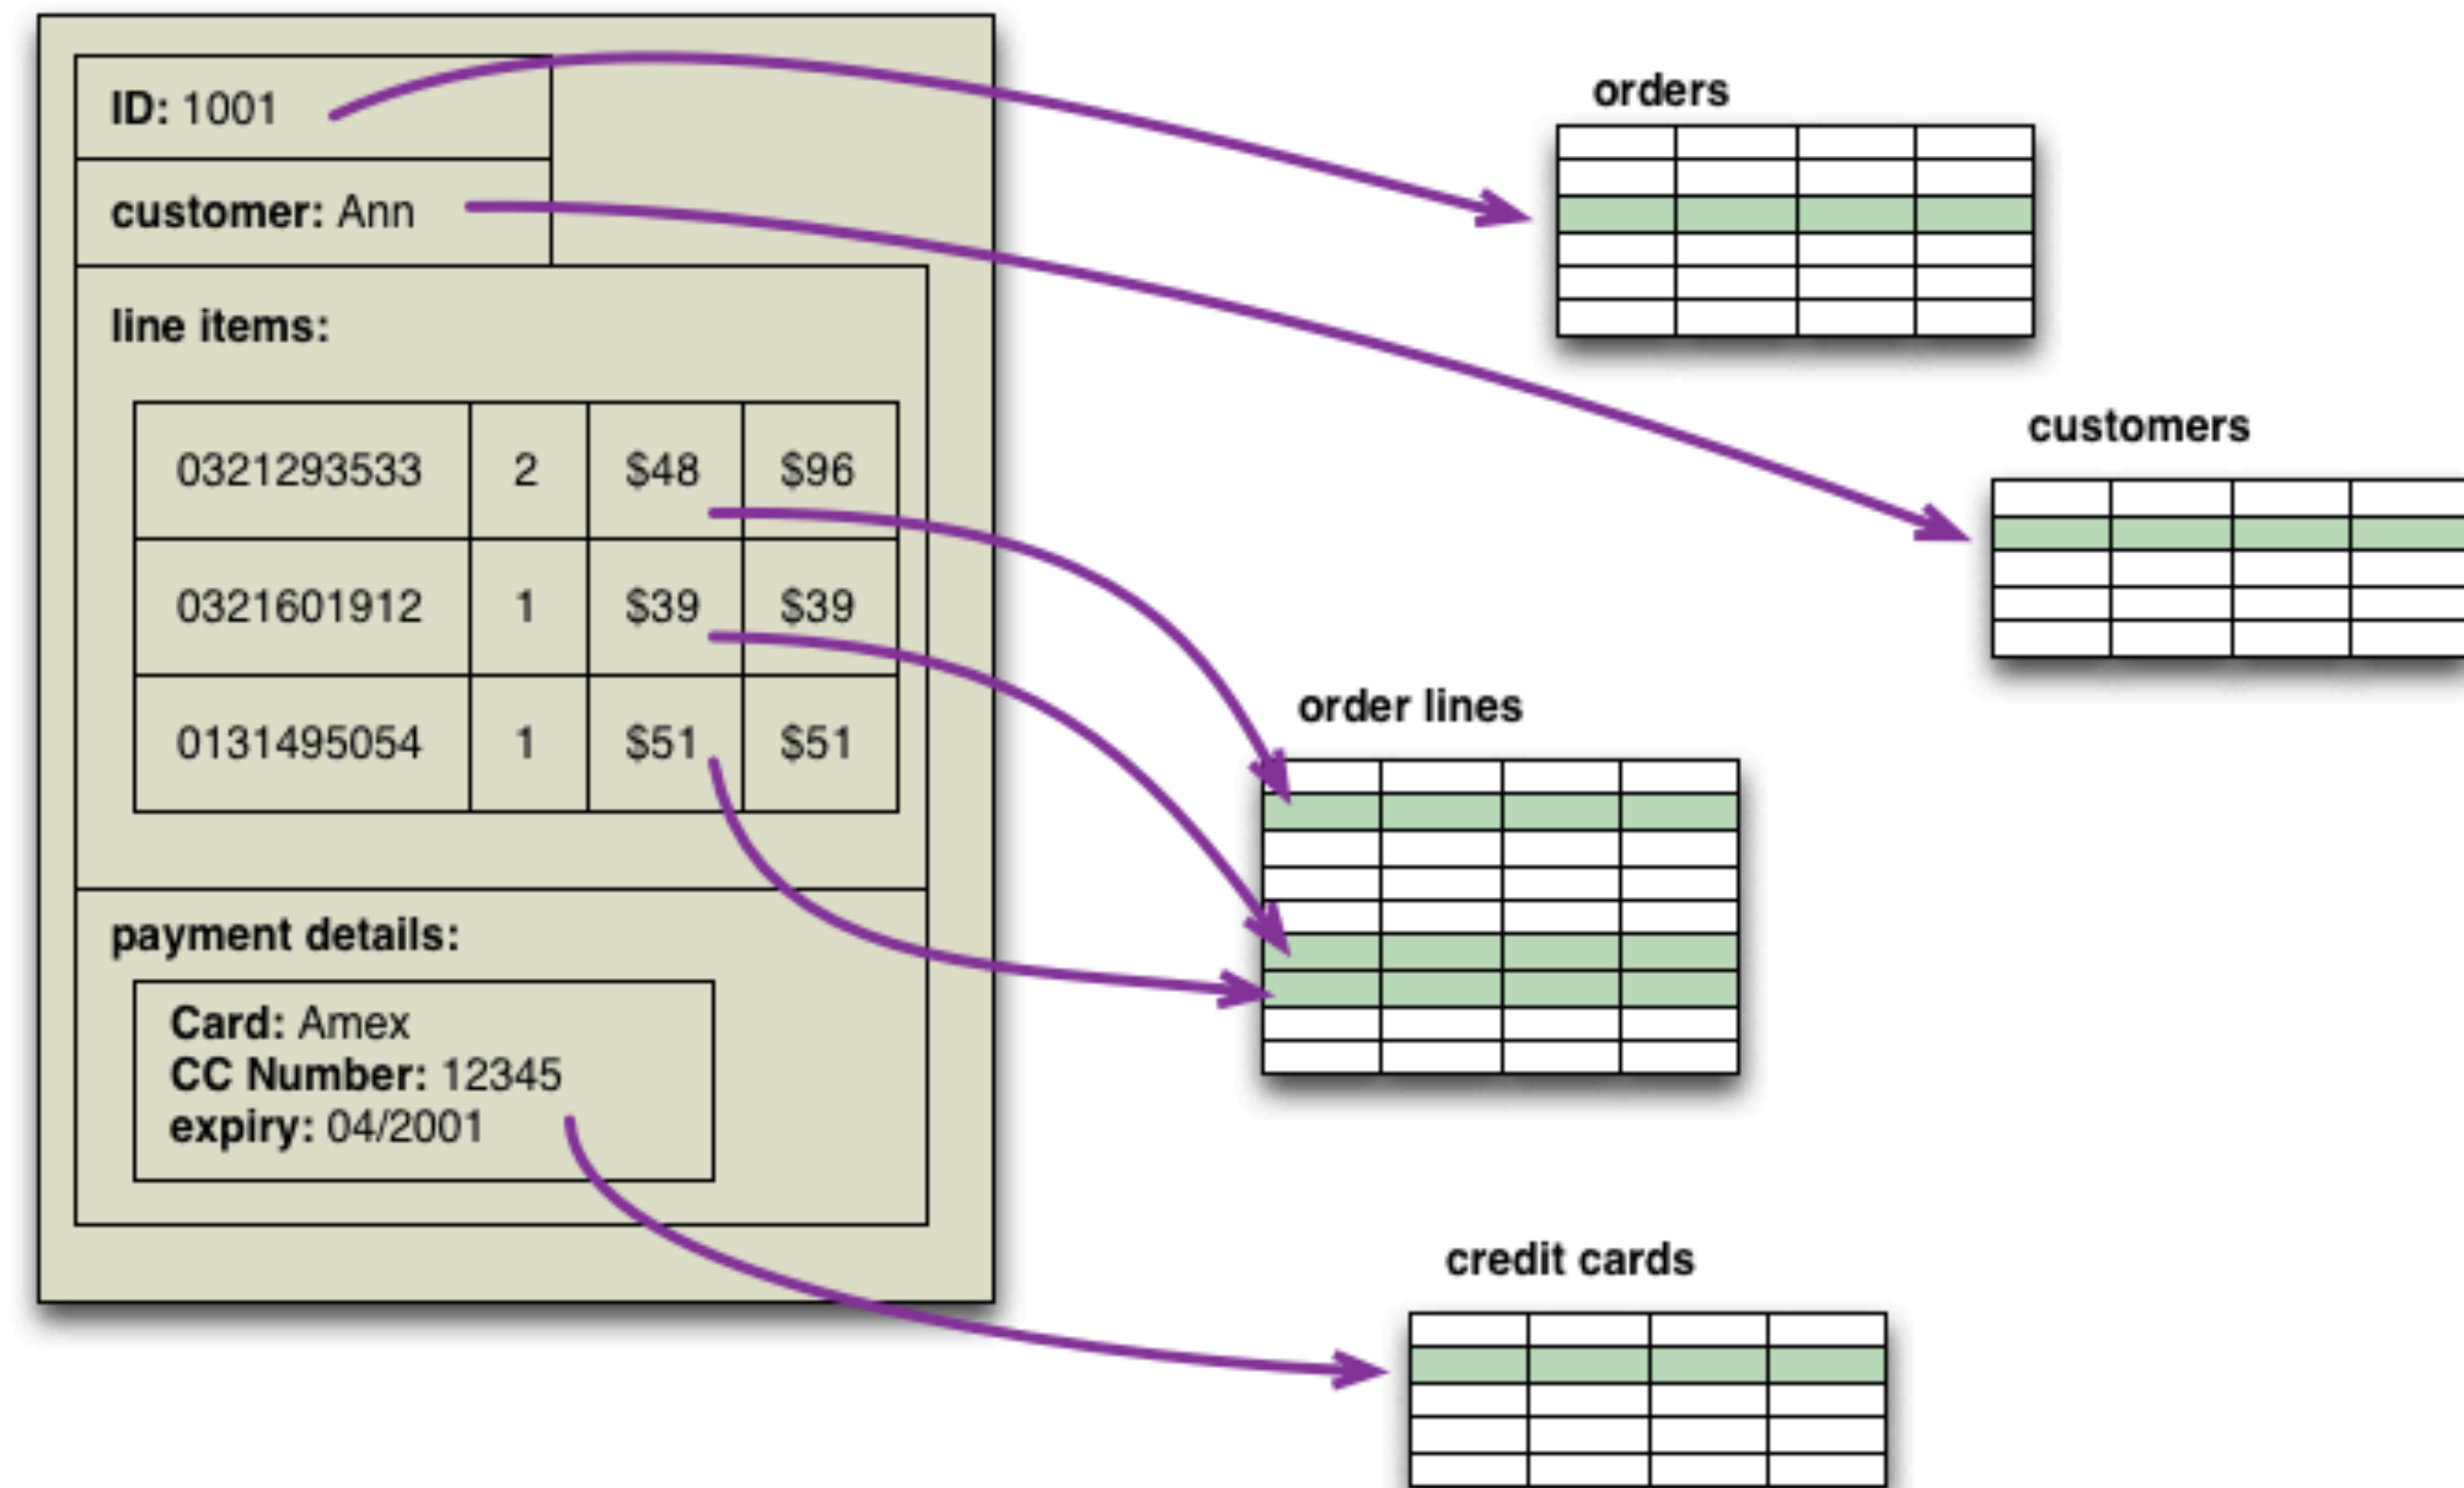 ID: 1001
customer: Ann
line items:
0321293533 2 $48 $96
0321601912 1 $39 $39
0131495054 1 $51 $51
payment details:
Card: Amex
CC Number: 12345
expiry: 04/2001
orders
customers
order lines
credit cards